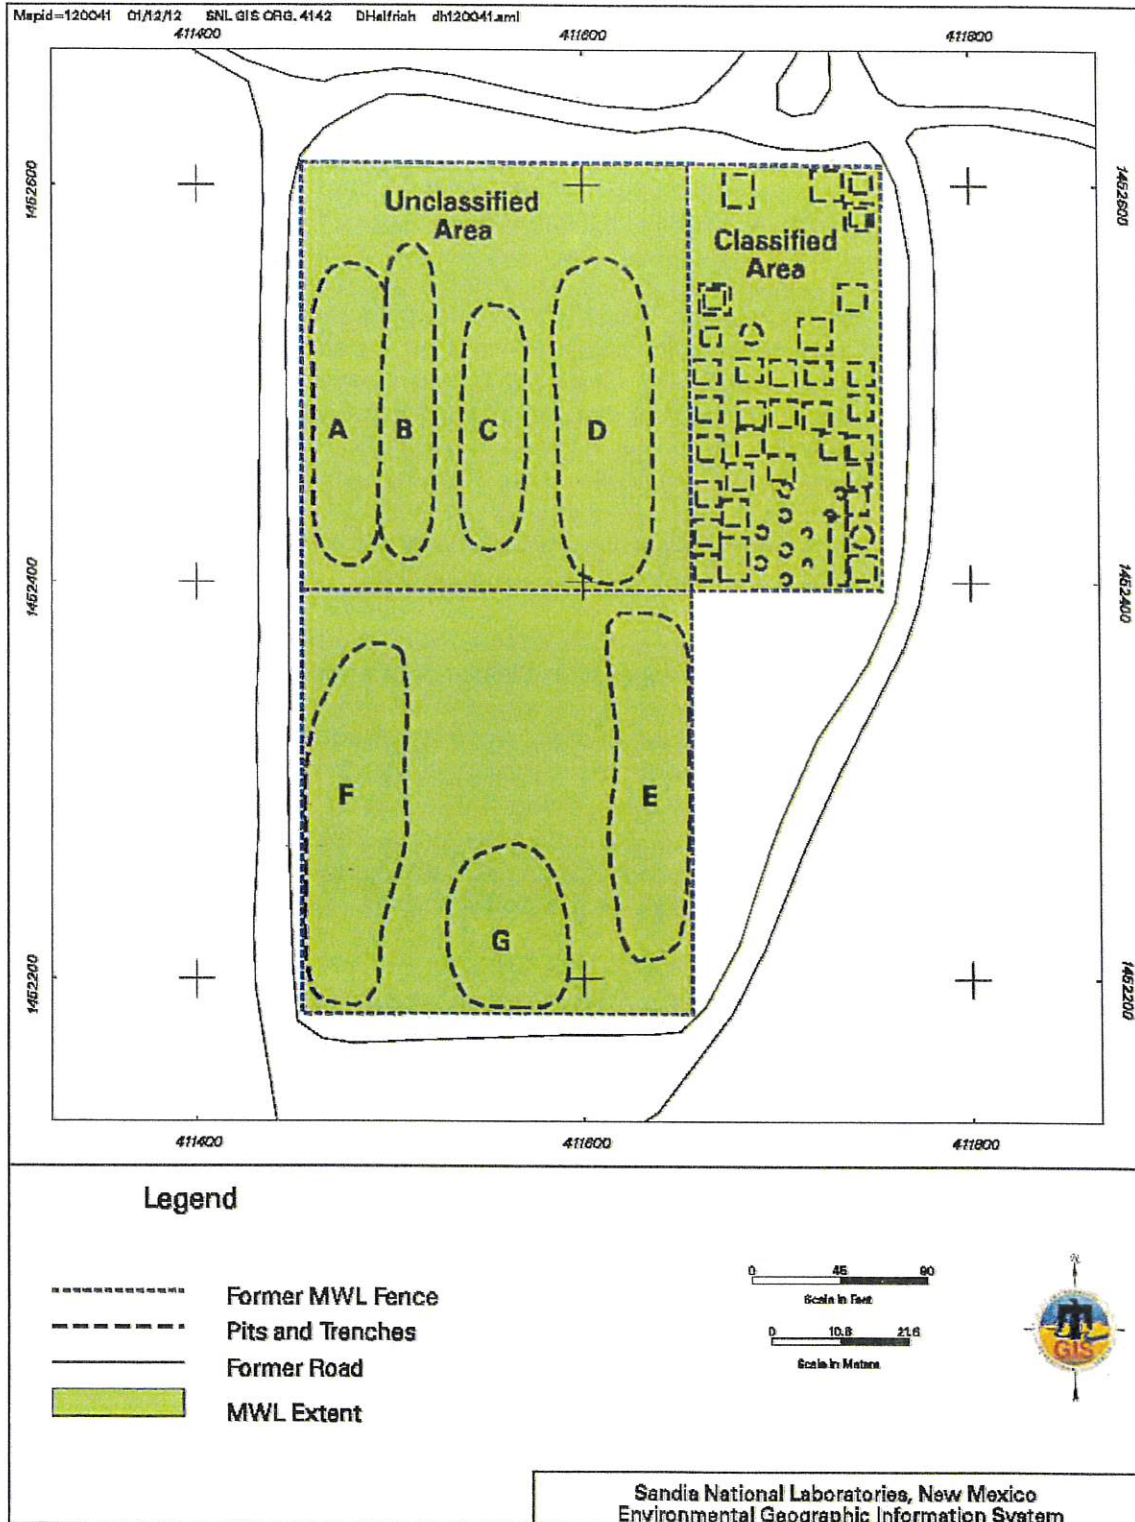 Mapid=120041 01/12/12 SNL GIS ORG. 4142 DHelfrich dh120041.aml
411400 411600 411800
1452600 1452600
Unclassified
Area
Classified
Area
A B C D
1452400 1452400
F E
G
1452200 1452200
411400 411600 411800
Legend
Former MWL Fence
Pits and Trenches
Former Road
MWL Extent
0 45 90
Scale in Feet
0 10.8 21.6
Scale in Meters
N
GIS
Sandia National Laboratories, New Mexico
Environmental Geographic Information System